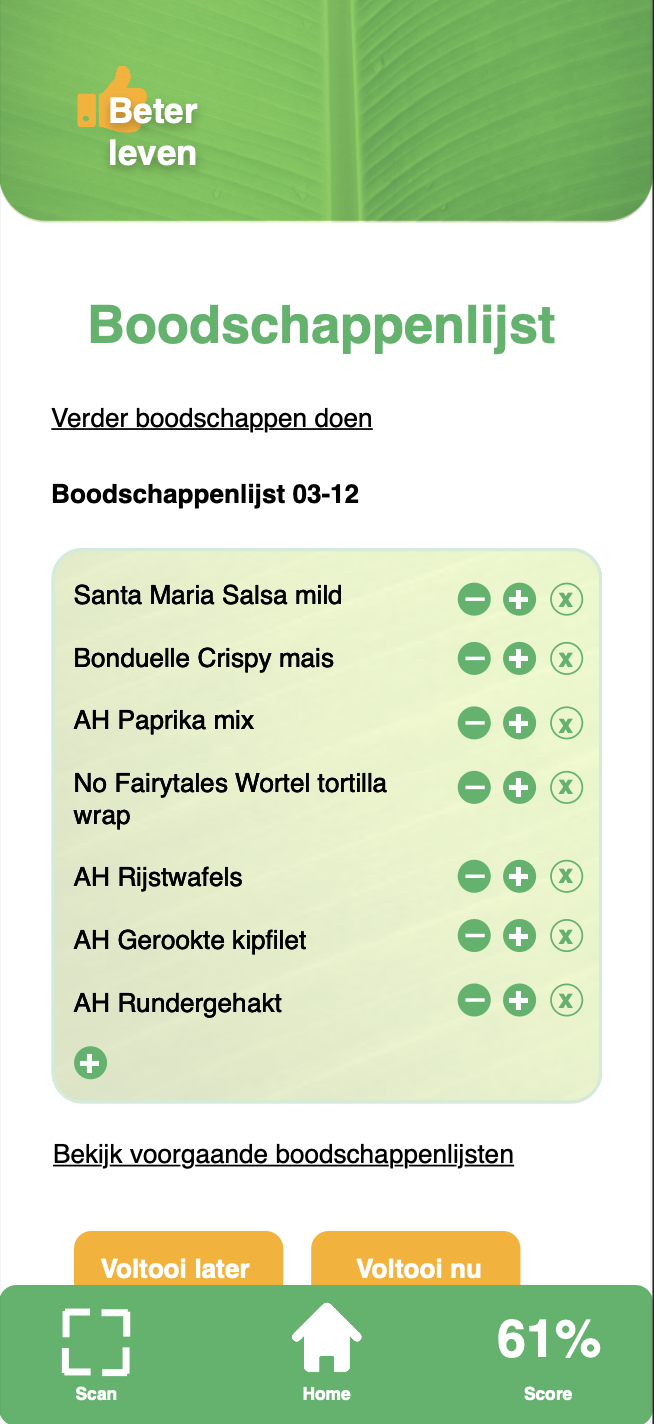 Beter
leven
Boodschappenlijst
Verder boodschappen doen
Boodschappenlijst 03-12
Santa Maria Salsa mild
Bonduelle Crispy mais
AH Paprika mix
No Fairytales Wortel tortilla
wrap
AH Rijstwafels
AH Gerookte kipfilet
AH Rundergehakt
Bekijk voorgaande boodschappenlijsten
Voltooi later Voltooi nu
61%
Scan Home Score